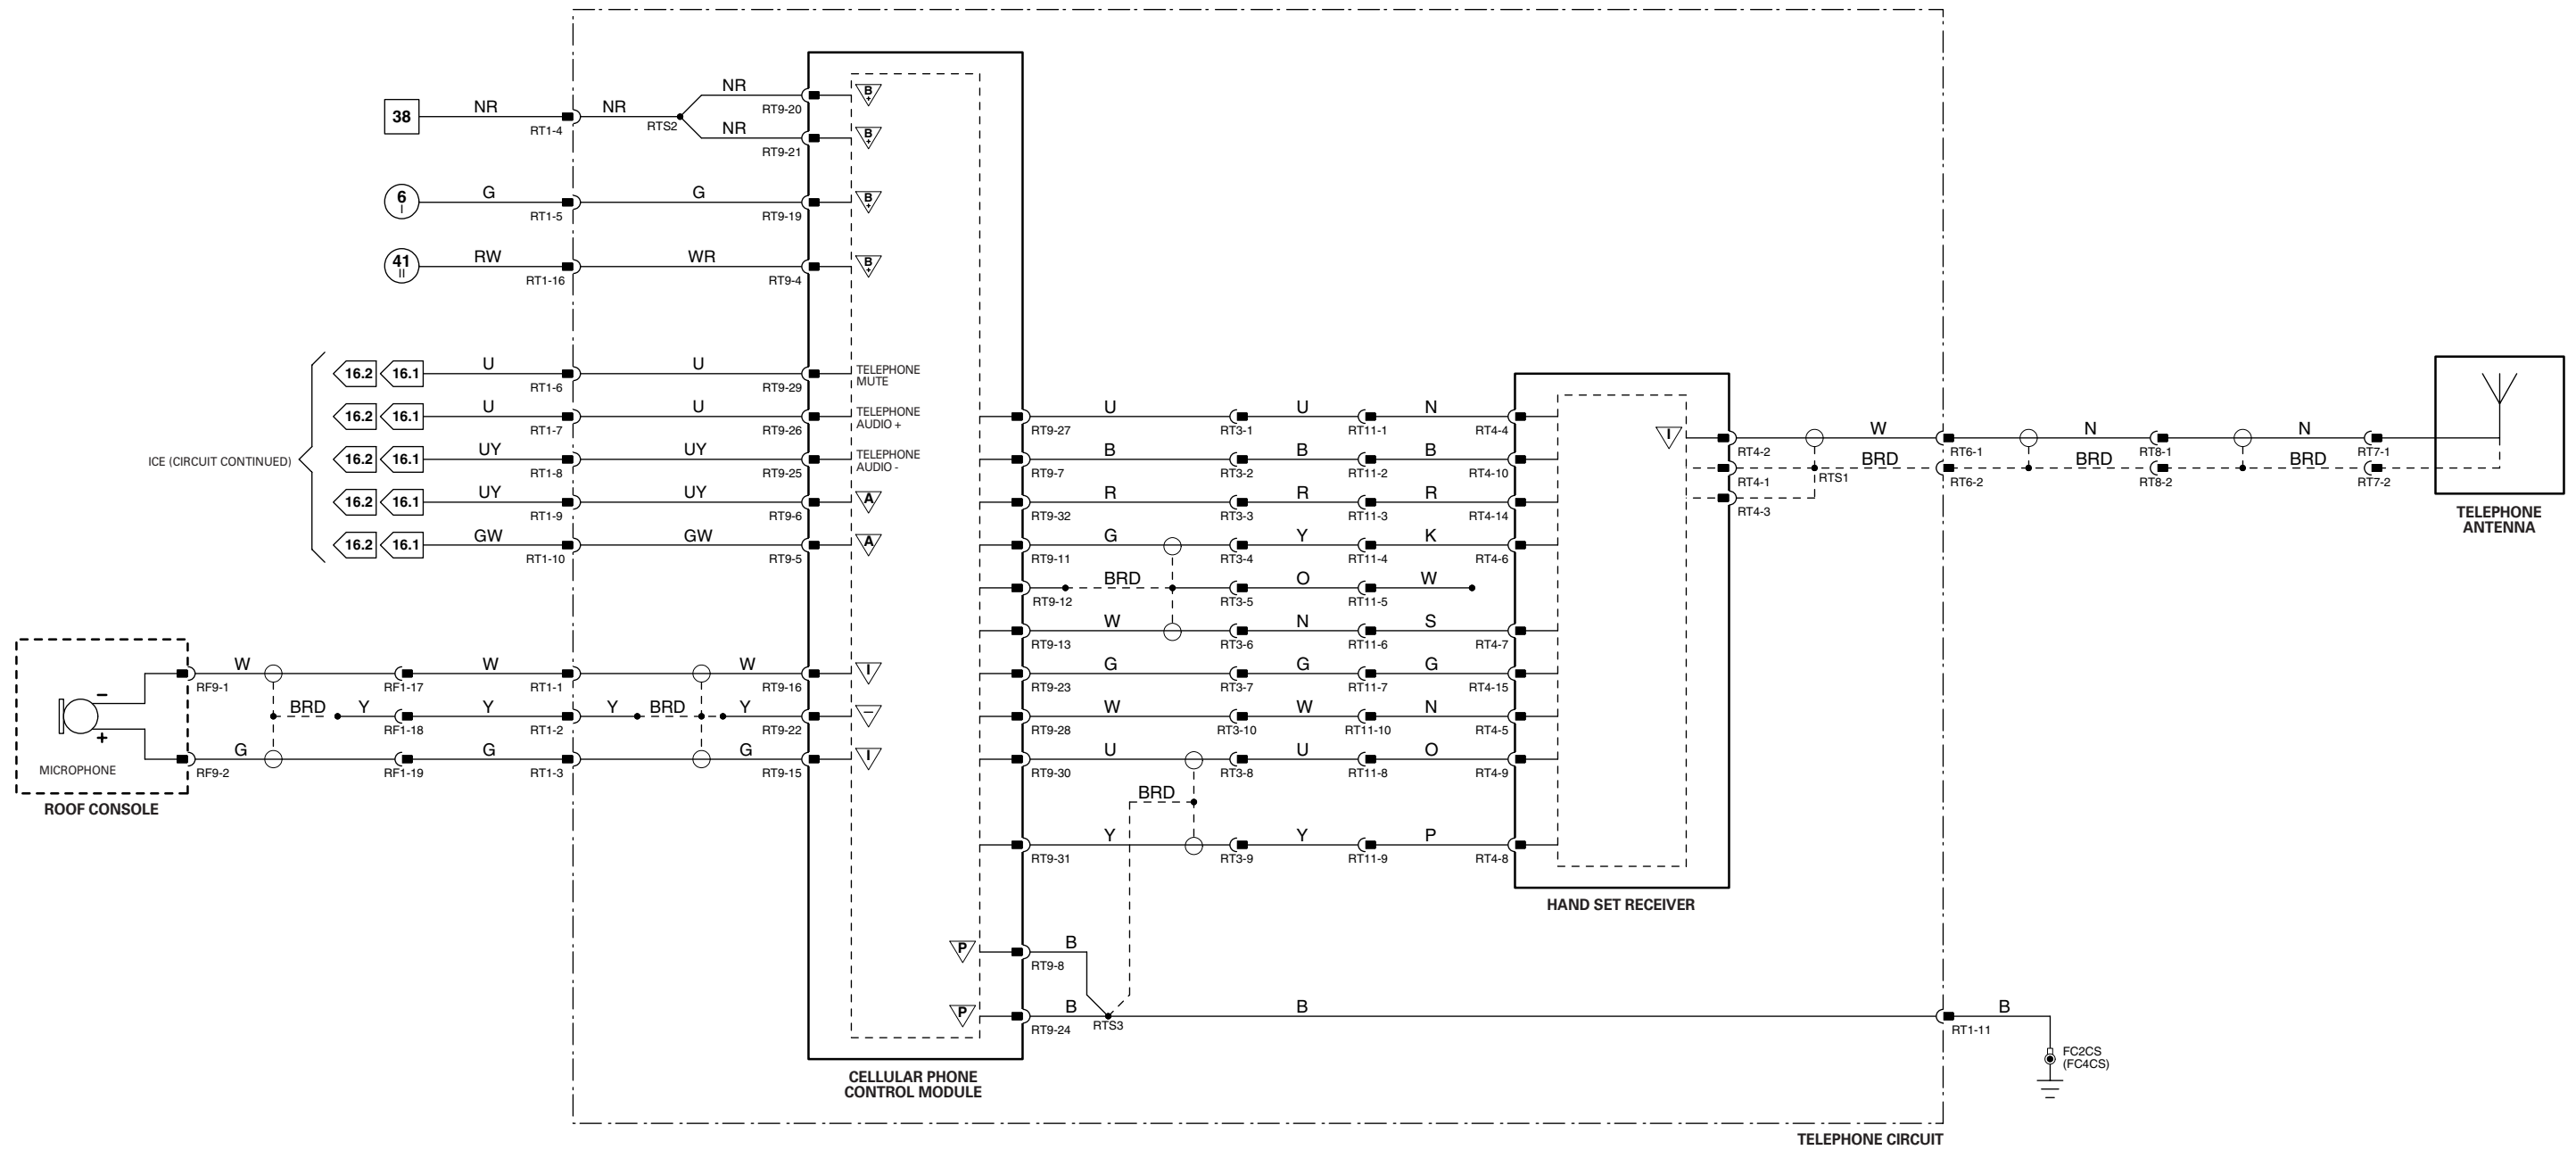 38
NR
RT1-4
NR
RTS2
NR
RT9-20
B
+
NR
RT9-21
B
+
6
I
G
RT1-5
G
RT9-19
B
+
41
II
RW
RT1-16
WR
RT9-4
B
+
ICE (CIRCUIT CONTINUED)
16.2
16.1
U
RT1-6
U
RT9-29
TELEPHONE
MUTE
16.2
16.1
U
RT1-7
U
RT9-26
TELEPHONE
AUDIO +
16.2
16.1
UY
RT1-8
UY
RT9-25
TELEPHONE
AUDIO -
16.2
16.1
UY
RT1-9
UY
RT9-6
A
16.2
16.1
GW
RT1-10
GW
RT9-5
A
–
+
MICROPHONE
ROOF CONSOLE
RF9-1
W
RF1-17
W
RT1-1
W
RT9-16
I
BRD
Y
RF1-18
Y
RT1-2
Y
BRD
Y
RT9-22
–
RF9-2
G
RF1-19
G
RT1-3
G
RT9-15
I
CELLULAR PHONE
CONTROL MODULE
RT9-27
U
RT3-1
U
RT11-1
N
RT4-4
RT9-7
B
RT3-2
B
RT11-2
B
RT4-10
RT9-32
R
RT3-3
R
RT11-3
R
RT4-14
RT9-11
G
RT3-4
Y
RT11-4
K
RT4-6
RT9-12
BRD
RT3-5
O
RT11-5
W
RT9-13
W
RT3-6
N
RT11-6
S
RT4-7
RT9-23
G
RT3-7
G
RT11-7
G
RT4-15
RT9-28
W
RT3-10
W
RT11-10
N
RT4-5
RT9-30
U
RT3-8
U
RT11-8
O
RT4-9
BRD
RT9-31
Y
RT3-9
Y
RT11-9
P
RT4-8
P
RT9-8
B
P
RT9-24
B
RTS3
B
RT1-11
B
FC2CS
(FC4CS)
HAND SET RECEIVER
I
RT4-2
W
RT6-1
N
RT8-1
N
RT7-1
RT4-1
RTS1
BRD
RT6-2
BRD
RT8-2
BRD
RT7-2
RT4-3
TELEPHONE
ANTENNA
TELEPHONE CIRCUIT